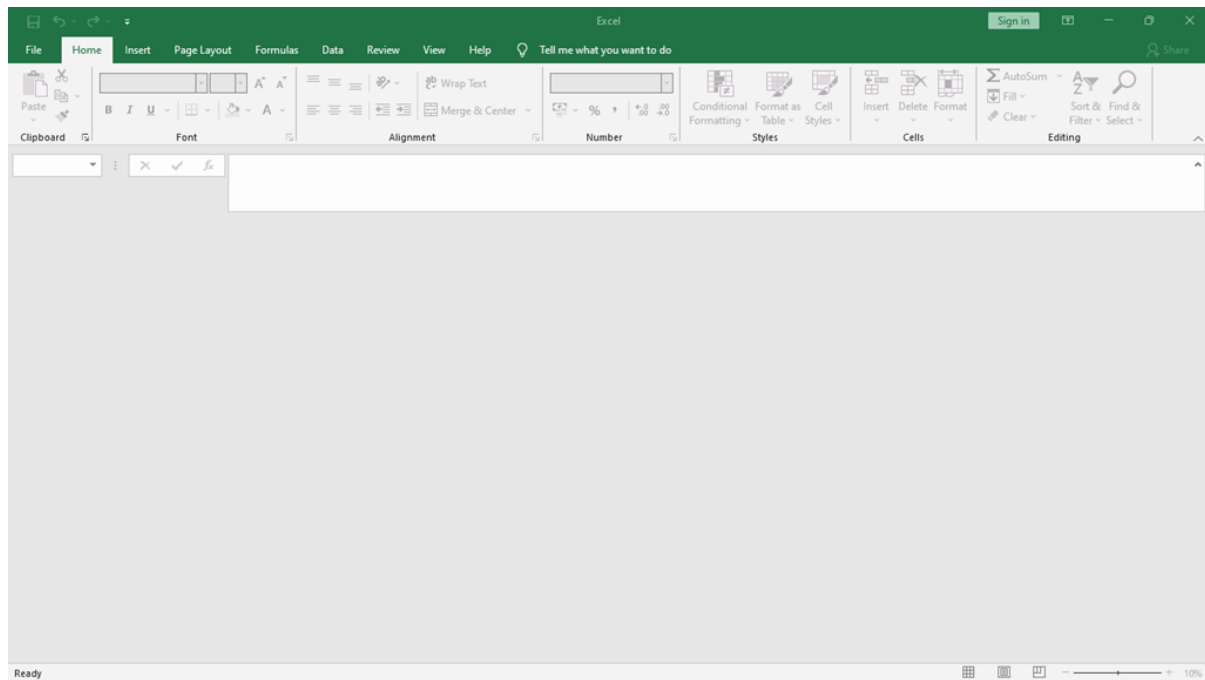 Excel
Sign in
File Home Insert Page Layout Formulas Data Review View Help Tell me what you want to do Share
Paste
Clipboard
B I U A
A A
Font
Wrap Text
Merge & Center
Alignment
% ,
Number
Conditional Formatting
Format as Table
Cell Styles
Styles
Insert Delete Format
Cells
AutoSum
Fill
Clear
Sort & Filter
Find & Select
Editing
fx
Ready
10%